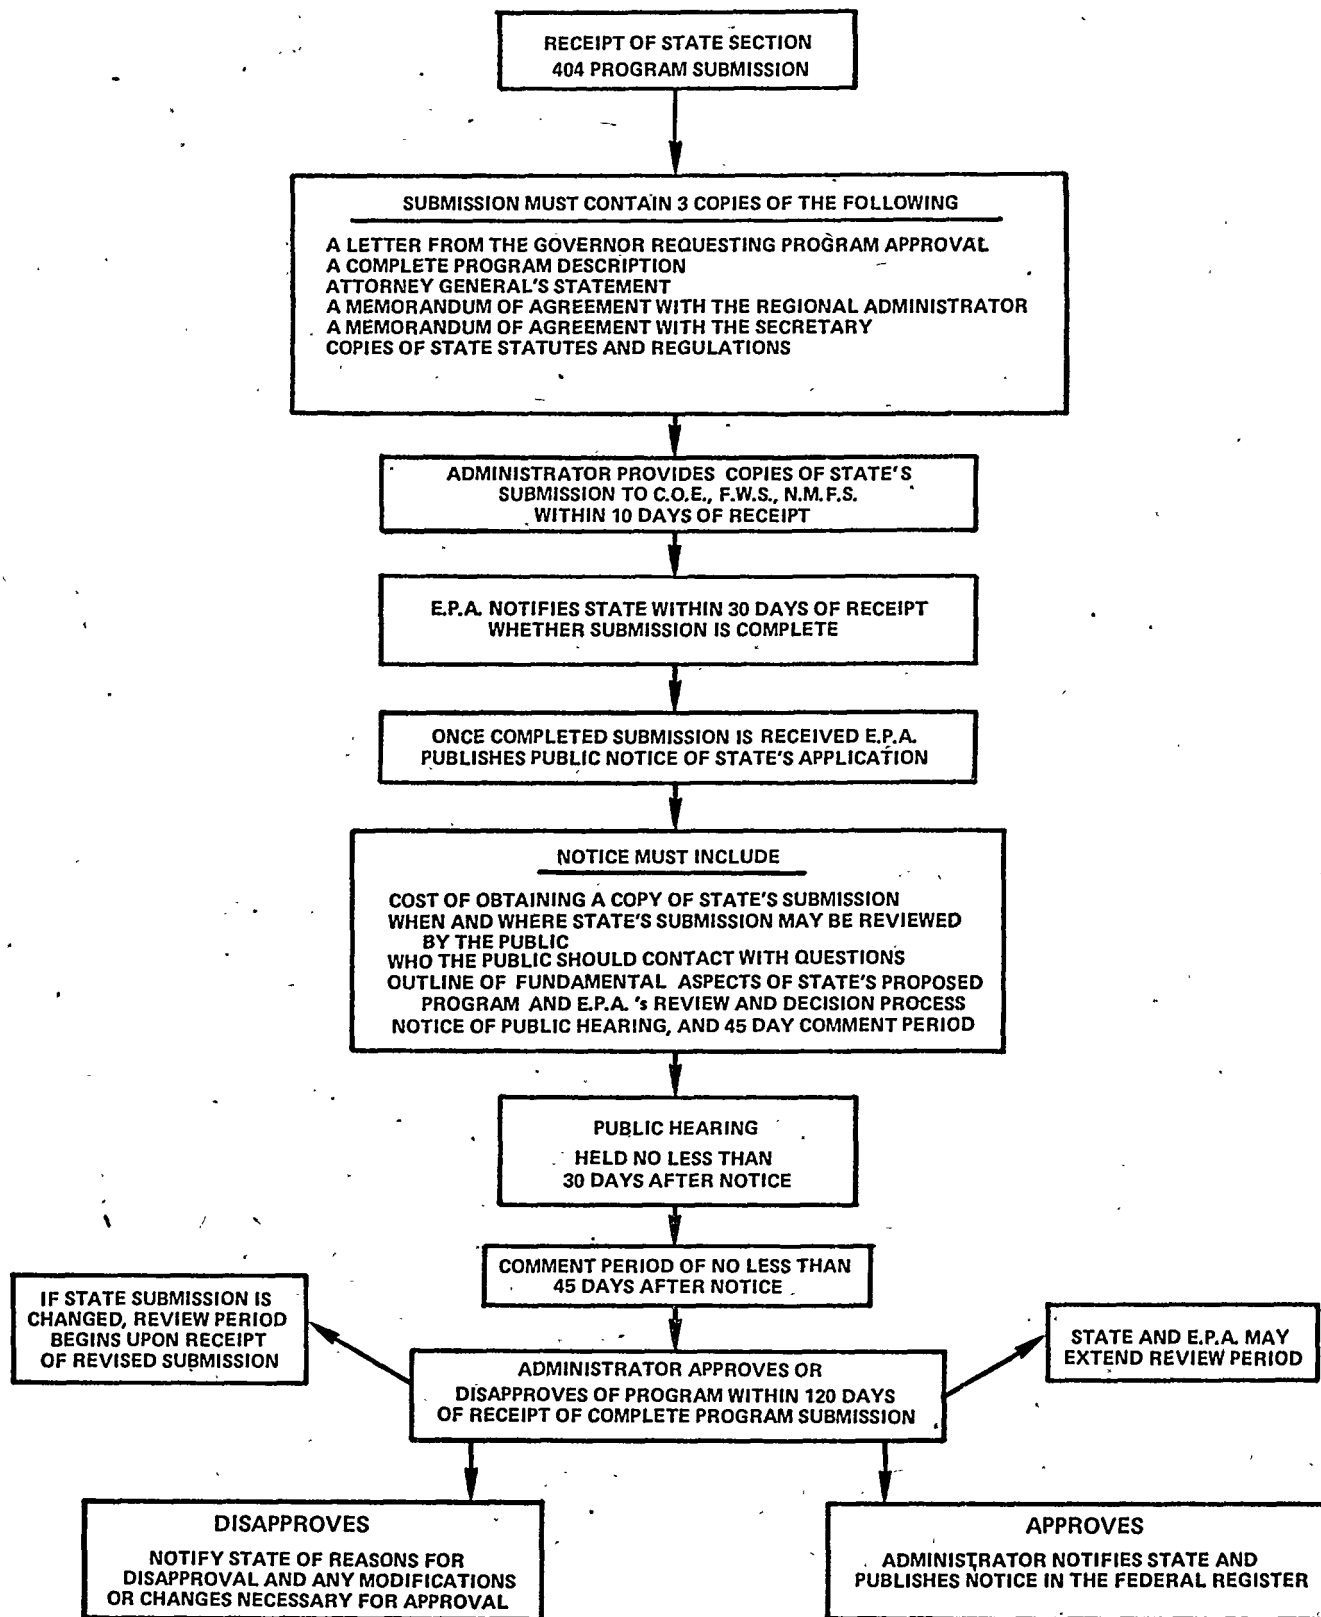 RECEIPT OF STATE SECTION
404 PROGRAM SUBMISSION
SUBMISSION MUST CONTAIN 3 COPIES OF THE FOLLOWING
A LETTER FROM THE GOVERNOR REQUESTING PROGRAM APPROVAL
A COMPLETE PROGRAM DESCRIPTION
ATTORNEY GENERAL'S STATEMENT
A MEMORANDUM OF AGREEMENT WITH THE REGIONAL ADMINISTRATOR
A MEMORANDUM OF AGREEMENT WITH THE SECRETARY
COPIES OF STATE STATUTES AND REGULATIONS
ADMINISTRATOR PROVIDES COPIES OF STATE'S
SUBMISSION TO C.O.E., F.W.S., N.M.F.S.
WITHIN 10 DAYS OF RECEIPT
E.P.A. NOTIFIES STATE WITHIN 30 DAYS OF RECEIPT
WHETHER SUBMISSION IS COMPLETE
ONCE COMPLETED SUBMISSION IS RECEIVED E.P.A.
PUBLISHES PUBLIC NOTICE OF STATE'S APPLICATION
NOTICE MUST INCLUDE
COST OF OBTAINING A COPY OF STATE'S SUBMISSION
WHEN AND WHERE STATE'S SUBMISSION MAY BE REVIEWED
BY THE PUBLIC
WHO THE PUBLIC SHOULD CONTACT WITH QUESTIONS
OUTLINE OF FUNDAMENTAL ASPECTS OF STATE'S PROPOSED
PROGRAM AND E.P.A. 's REVIEW AND DECISION PROCESS
NOTICE OF PUBLIC HEARING, AND 45 DAY COMMENT PERIOD
PUBLIC HEARING
HELD NO LESS THAN
30 DAYS AFTER NOTICE
COMMENT PERIOD OF NO LESS THAN
45 DAYS AFTER NOTICE
IF STATE SUBMISSION IS
CHANGED, REVIEW PERIOD
BEGINS UPON RECEIPT
OF REVISED SUBMISSION
STATE AND E.P.A. MAY
EXTEND REVIEW PERIOD
ADMINISTRATOR APPROVES OR
DISAPPROVES OF PROGRAM WITHIN 120 DAYS
OF RECEIPT OF COMPLETE PROGRAM SUBMISSION
DISAPPROVES
NOTIFY STATE OF REASONS FOR
DISAPPROVAL AND ANY MODIFICATIONS
OR CHANGES NECESSARY FOR APPROVAL
APPROVES
ADMINISTRATOR NOTIFIES STATE AND
PUBLISHES NOTICE IN THE FEDERAL REGISTER